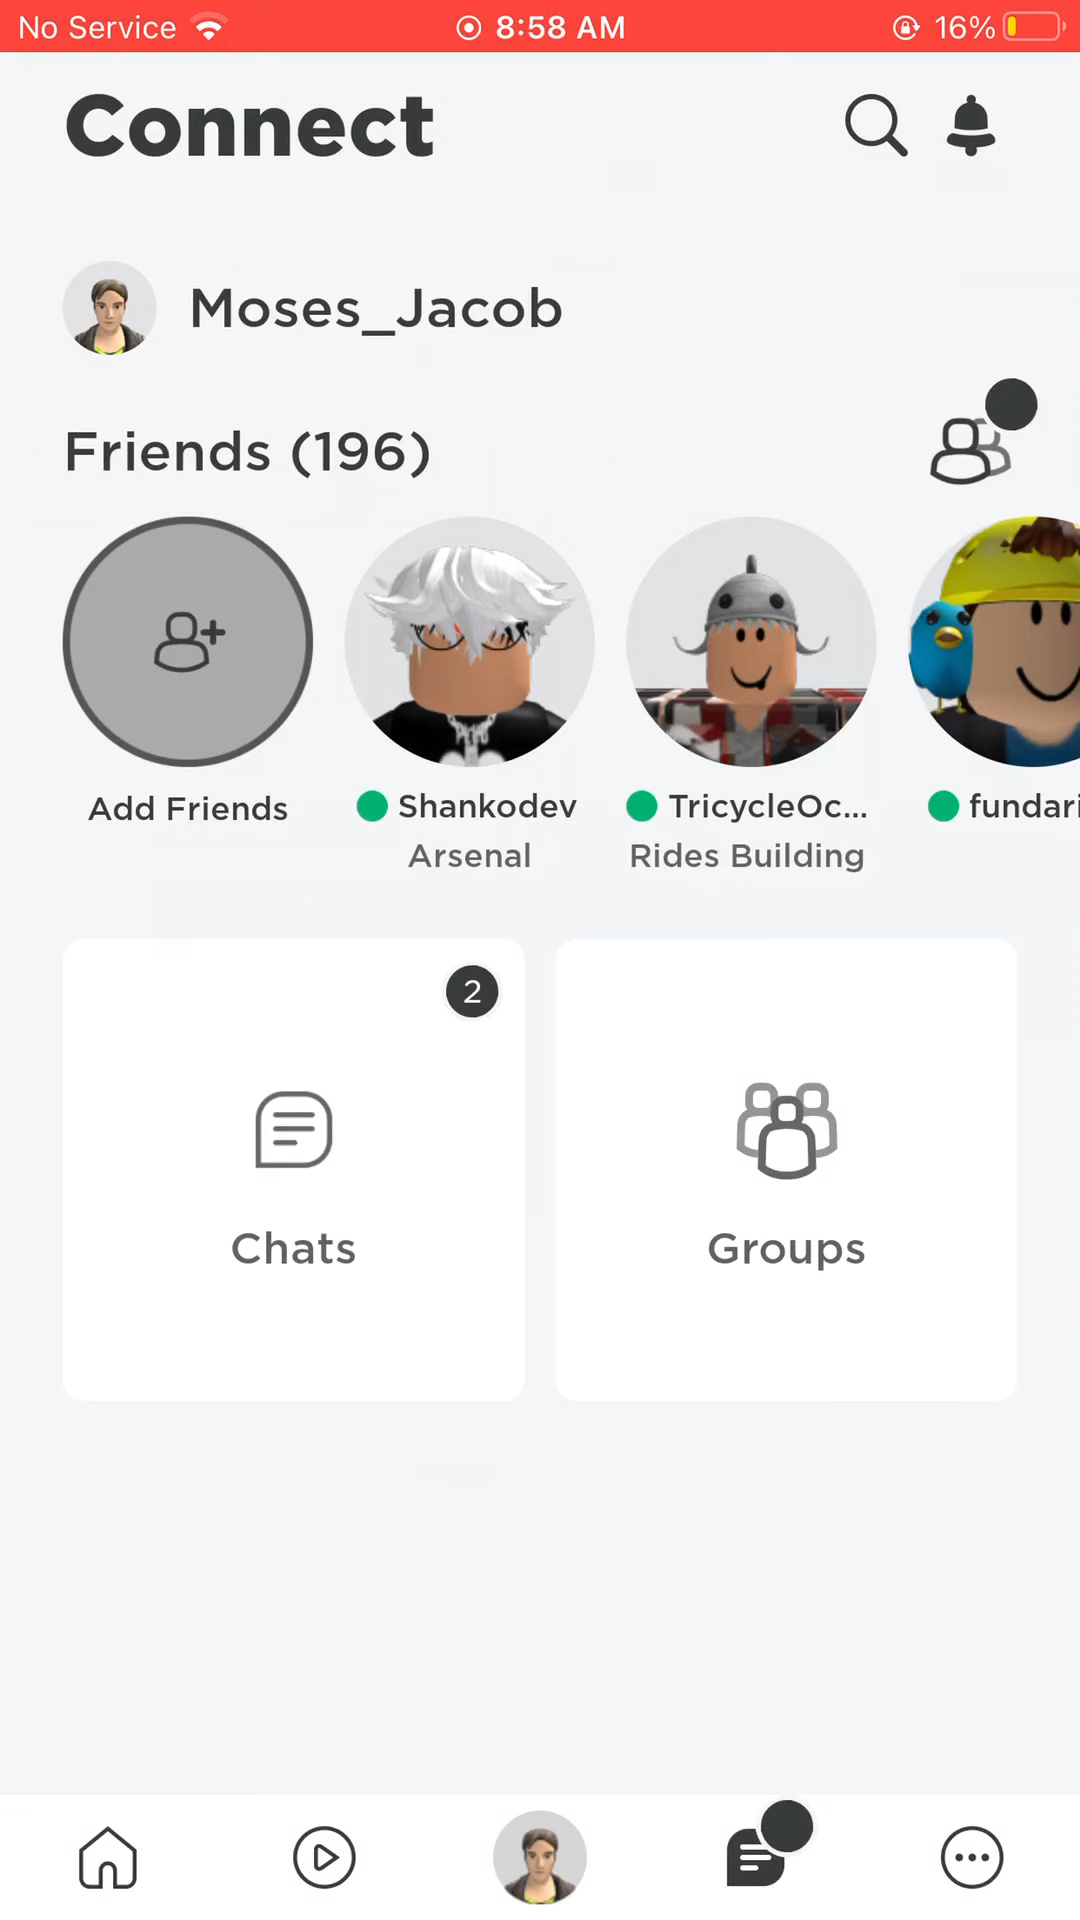 No Service 8:58 AM 16%
Connect
Moses_Jacob
Friends (196)
Add Friends
Shankodev
Arsenal
TricycleOc...
Rides Building
fundari
2
Chats
Groups